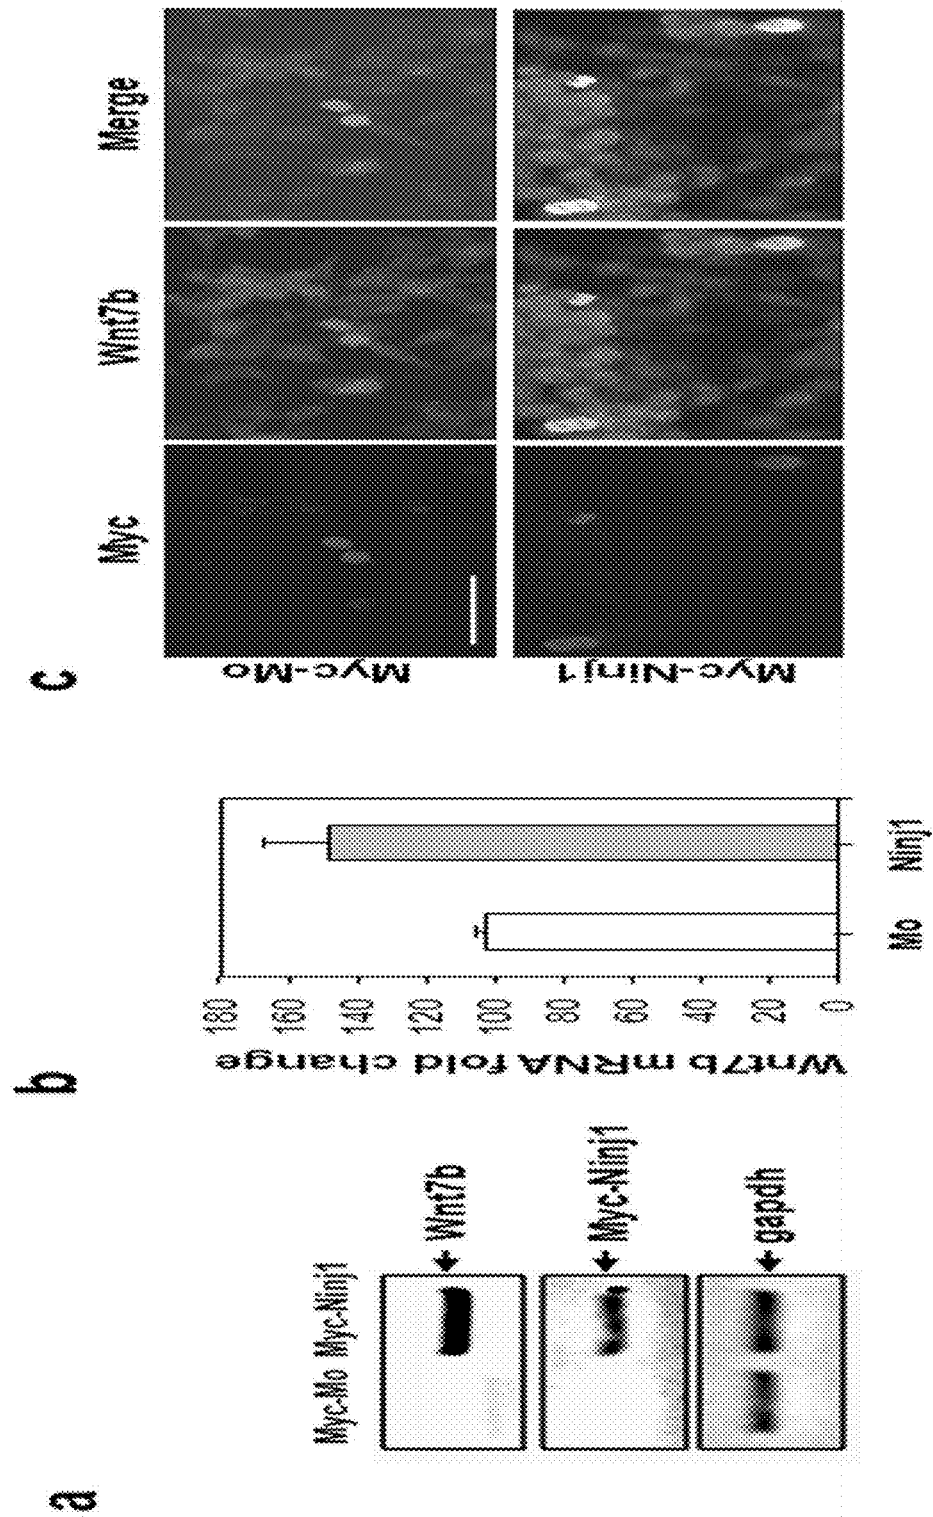 a
Myc-Mo Myc-Ninj1
Wnt7b
Myc-Ninj1
gapdh
b
Wnt7b mRNA fold change
180
160
140
120
100
80
60
40
20
0
Mo Ninj1
c
Myc Wnt7b Merge
Myc-Mo
Myc-Ninj1